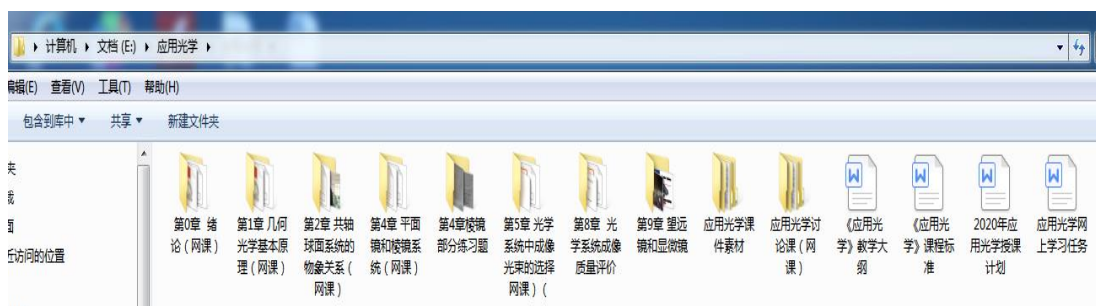 计算机 ▸ 文档 (E:) ▸ 应用光学 ▸
编辑(E) 查看(V) 工具(T) 帮助(H)
包含到库中 ▼ 共享 ▼ 新建文件夹
夹
面
任访问的位置
第0章 绪
论(网课)
第1章 几何
光学基本原
理(网课)
第2章 共轴
球面系统的
物象关系(
网课)
第4章 平面
镜和棱镜系
统(网课)
第4章棱镜
部分练习题
第5章 光学
系统中成像
光束的选择
网课)(
第8章 光
学系统成像
质量评价
第9章 望远
镜和显微镜
应用光学课
件素材
应用光学讨
论课(网
课)
《应用光
学》教学大
纲
《应用光
学》课程标
准
2020年应
用光学授课
计划
应用光学网
上学习任务